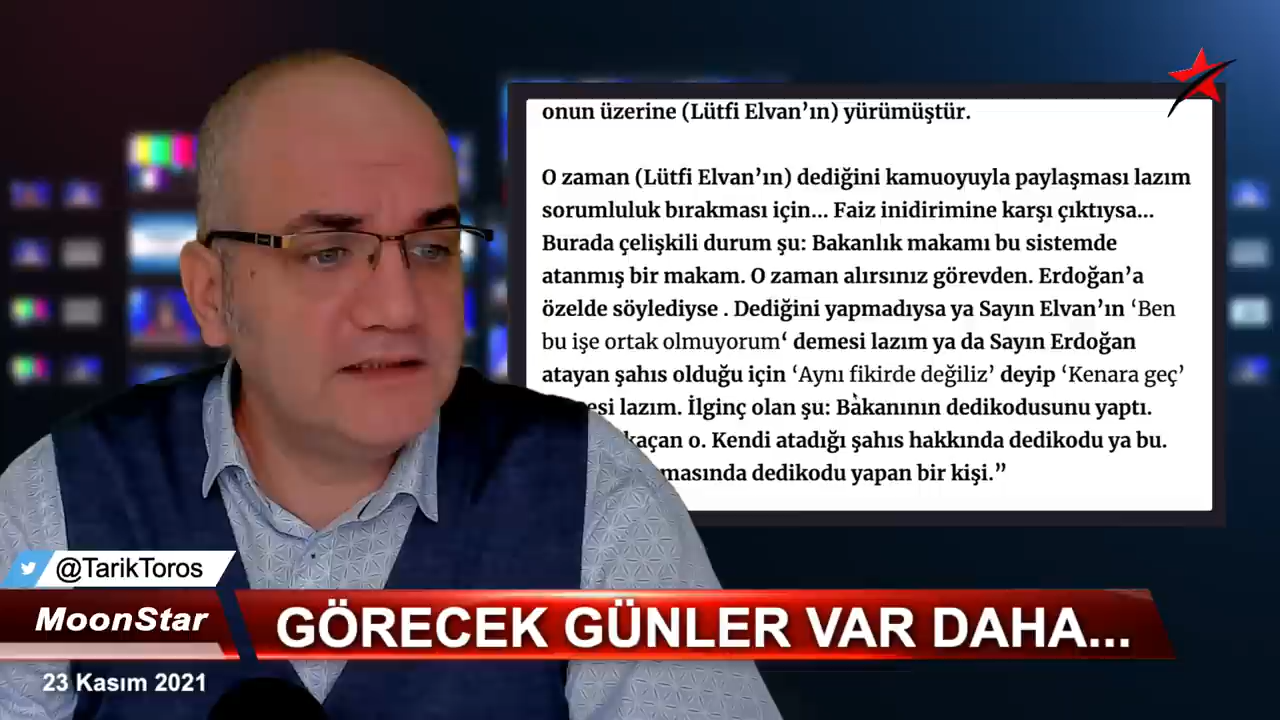 onun üzerine (Lütfi Elvan’ın) yürümüştür.
O zaman (Lütfi Elvan’ın) dediğini kamuoyuyla paylaşması lazım
sorumluluk bırakması için... Faiz inidirimine karşı çıktıysa...
Burada çelişkili durum şu: Bakanlık makamı bu sistemde
atanmış bir makam. O zaman alırsınız görevden. Erdoğan’a
özelde söylediyse . Dediğini yapmadıysa ya Sayın Elvan’ın ‘Ben
bu işe ortak olmuyorum‘ demesi lazım ya da Sayın Erdoğan
atayan şahıs olduğu için ‘Aynı fikirde değiliz’ deyip ‘Kenara geç’
lazım. İlginç olan şu: Bakanının dedikodusunu yaptı.
kaçan o. Kendi atadığı şahıs hakkında dedikodu ya bu.
dedikodu yapan bir kişi.”
@TarikToros
MoonStar
GÖRECEK GÜNLER VAR DAHA...
23 Kasım 2021